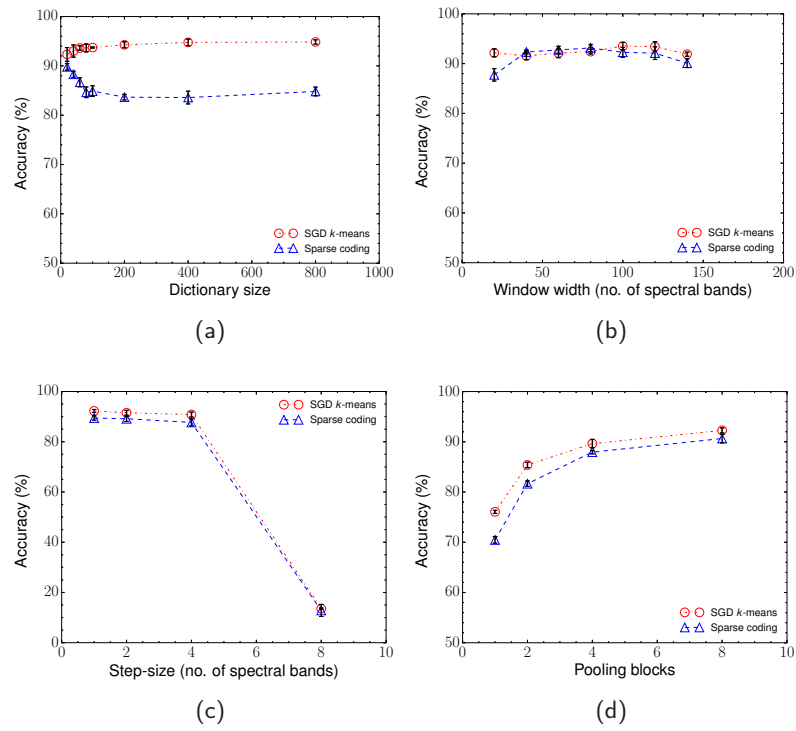 100
90
80
70
60
50
Accuracy (%)
SGD k-means
Sparse coding
0 200 400 600 800 1000
Dictionary size
(a)
100
90
80
70
60
50
Accuracy (%)
SGD k-means
Sparse coding
0 50 100 150 200
Window width (no. of spectral bands)
(b)
100
80
60
40
20
0
Accuracy (%)
SGD k-means
Sparse coding
0 2 4 6 8 10
Step-size (no. of spectral bands)
(c)
100
90
80
70
60
50
Accuracy (%)
SGD k-means
Sparse coding
0 2 4 6 8 10
Pooling blocks
(d)